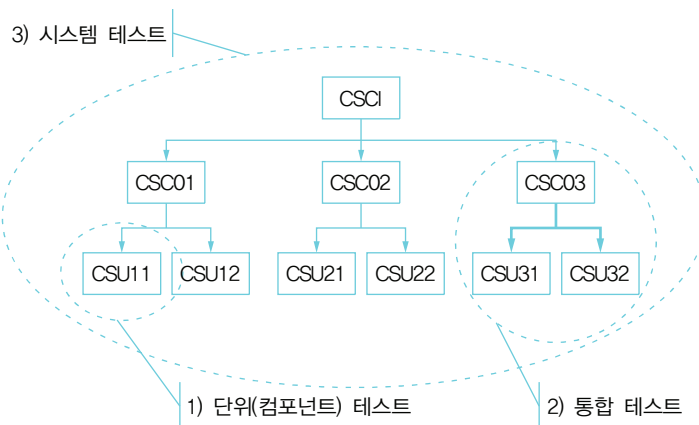 3) 시스템 테스트
CSCI
CSC01 CSC02 CSC03
CSU11 CSU12 CSU21 CSU22 CSU31 CSU32
1) 단위(컴포넌트) 테스트 2) 통합 테스트